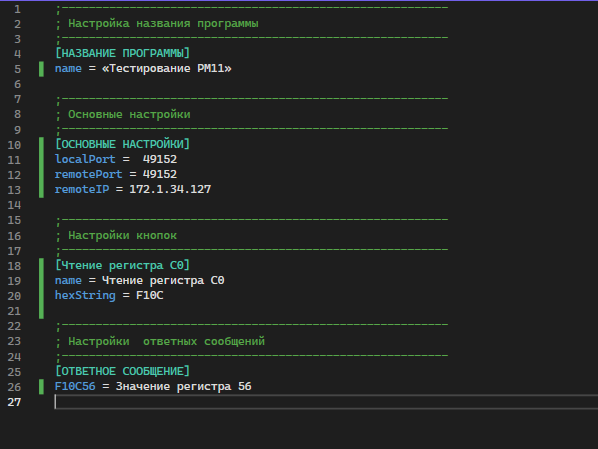 1 ;---------------------------------------------------------
2 ; Настройка названия программы
3 ;---------------------------------------------------------
4 [НАЗВАНИЕ ПРОГРАММЫ]
5 name = «Тестирование РМ11»
6
7 ;---------------------------------------------------------
8 ; Основные настройки
9 ;---------------------------------------------------------
10 [ОСНОВНЫЕ НАСТРОЙКИ]
11 localPort =  49152
12 remotePort = 49152
13 remoteIP = 172.1.34.127
14
15 ;---------------------------------------------------------
16 ; Настройки кнопок
17 ;---------------------------------------------------------
18 [Чтение регистра C0]
19 name = Чтение регистра C0
20 hexString = F10C
21
22 ;---------------------------------------------------------
23 ; Настройки  ответных сообщений
24 ;---------------------------------------------------------
25 [ОТВЕТНОЕ СООБЩЕНИЕ]
26 F10C56 = Значение регистра 56
27